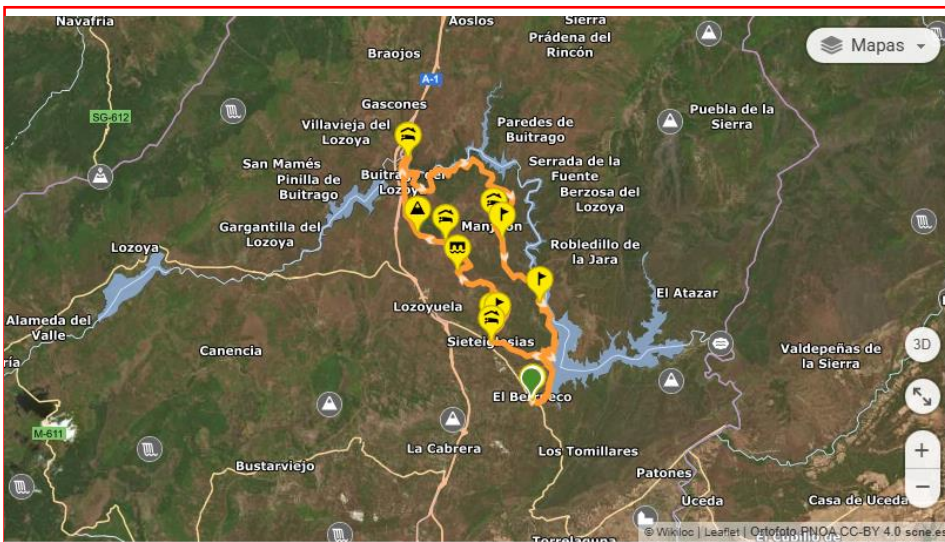 Navafría
Aoslos
Sierra
Prádena del
Rincón
Mapas
Braojos
A-1
SG-612
Gascones
Puebla de la
Sierra
Villavieja del
Lozoya
Paredes de
Buitrago
San Mamés
Pinilla de
Buitrago
Serrada de la
Fuente
Berzosa del
Lozoya
Gargantilla del
Lozoya
Robledillo de
la Jara
Lozoya
El Atazar
Lozoyuela
Alameda del
Valle
Canencia
Sieteiglesias
Valdepeñas de
la Sierra
3D
M-611
La Cabrera
Los Tomillares
Bustarviejo
Patones
Uceda
Casa de Uceda
+
−
© Wikiloc | Leaflet | Ortofoto PNOA CC-BY 4.0 scne.es